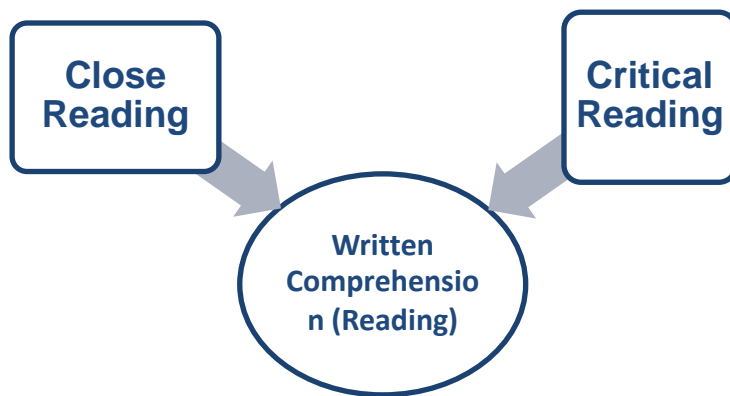 Close
Reading
Critical
Reading
Written
Comprehensio
n (Reading)